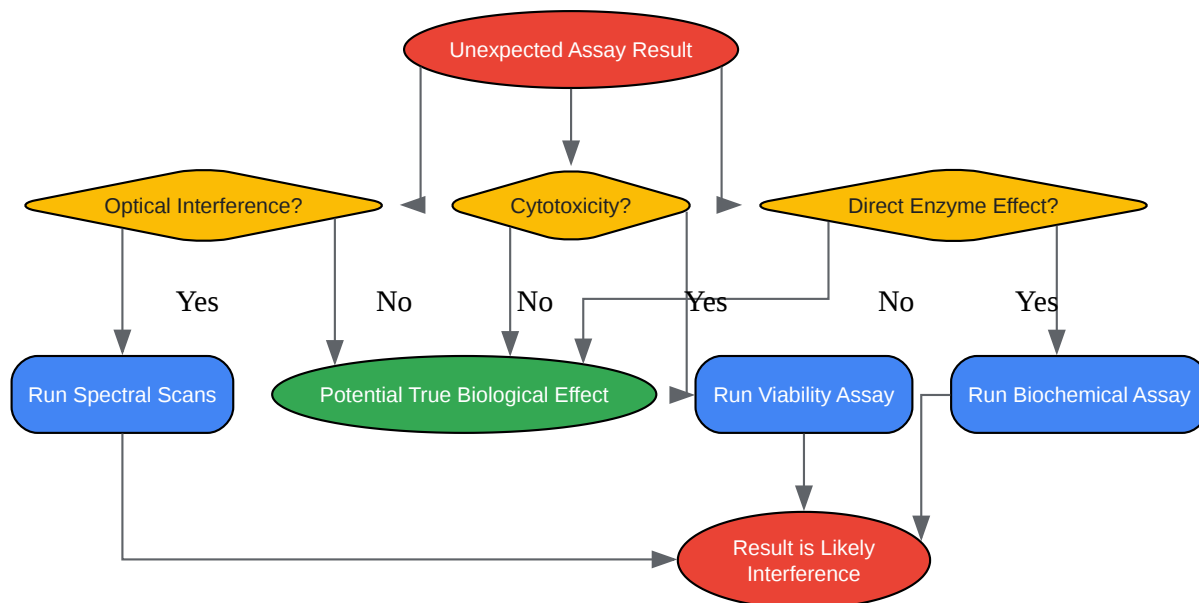 Unexpected Assay Result
Optical Interference?
Cytotoxicity?
Direct Enzyme Effect?
Yes
No
No
Yes
No
Yes
Run Spectral Scans
Potential True Biological Effect
Run Viability Assay
Run Biochemical Assay
Result is Likely
Interference